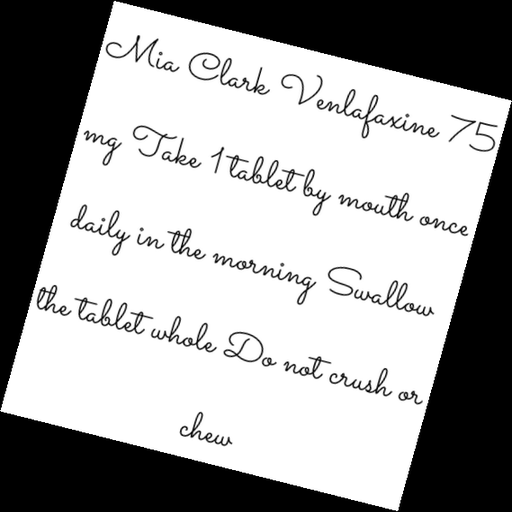 Mia Clark Venlafaxine 75
mg Take 1 tablet by mouth once
daily in the morning Swallow
the tablet whole Do not crush or
chew